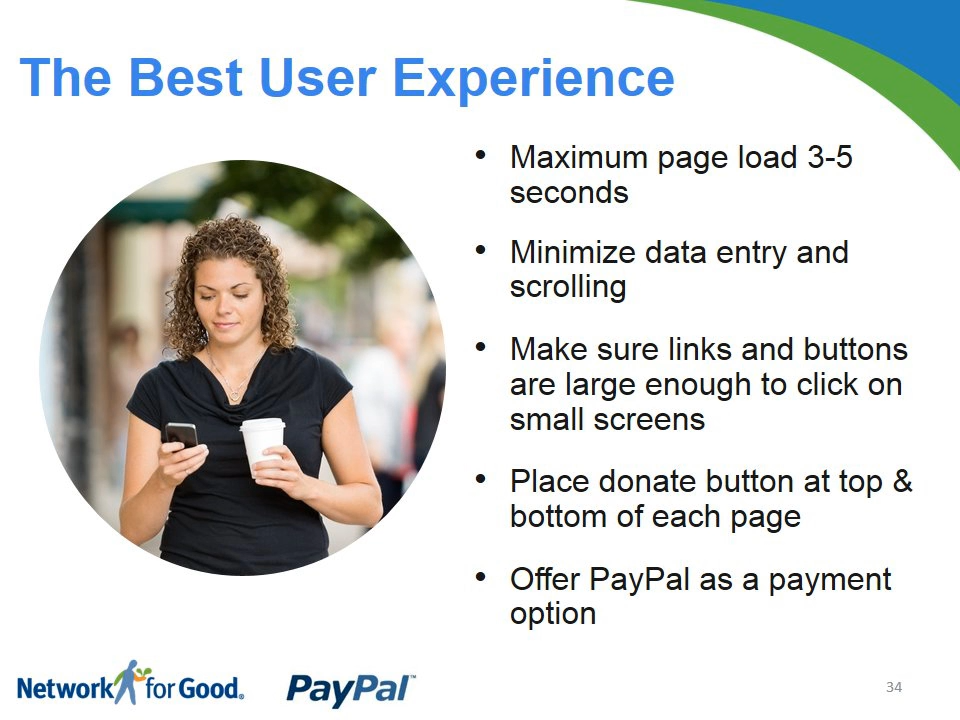 The Best User Experience
• Maximum page load 3-5
seconds
• Minimize data entry and
scrolling
• Make sure links and buttons
are large enough to click on
small screens
• Place donate button at top &
bottom of each page
• Offer PayPal as a payment
option
Network for Good®
PayPal™
34